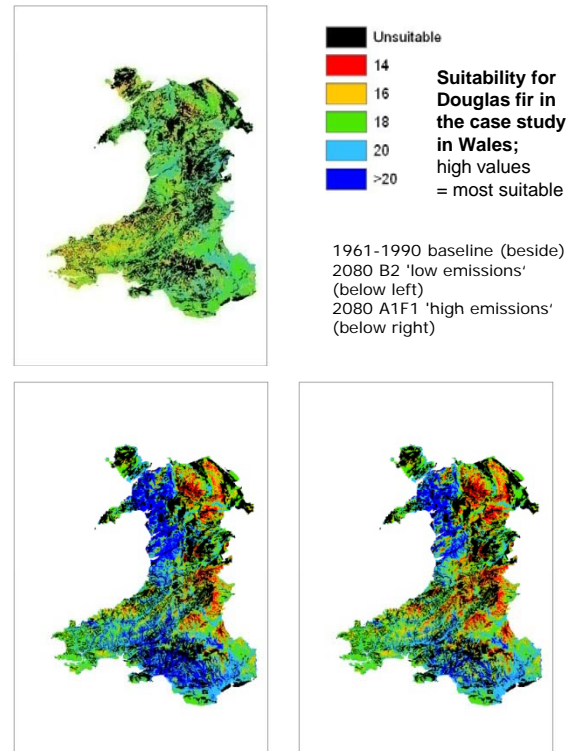 Unsuitable
14
16
18
20
>20
Suitability for
Douglas fir in
the case study
in Wales;
high values
= most suitable
1961-1990 baseline (beside)
2080 B2 'low emissions'
(below left)
2080 A1F1 'high emissions'
(below right)